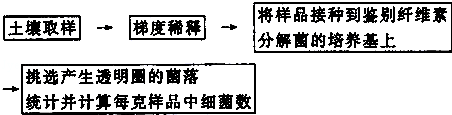 土壤取样 → 梯度稀释 → 将样品接种到鉴别纤维素
分解菌的培养基上
→ 挑选产生透明圈的菌落
统计并计算每克样品中细菌数